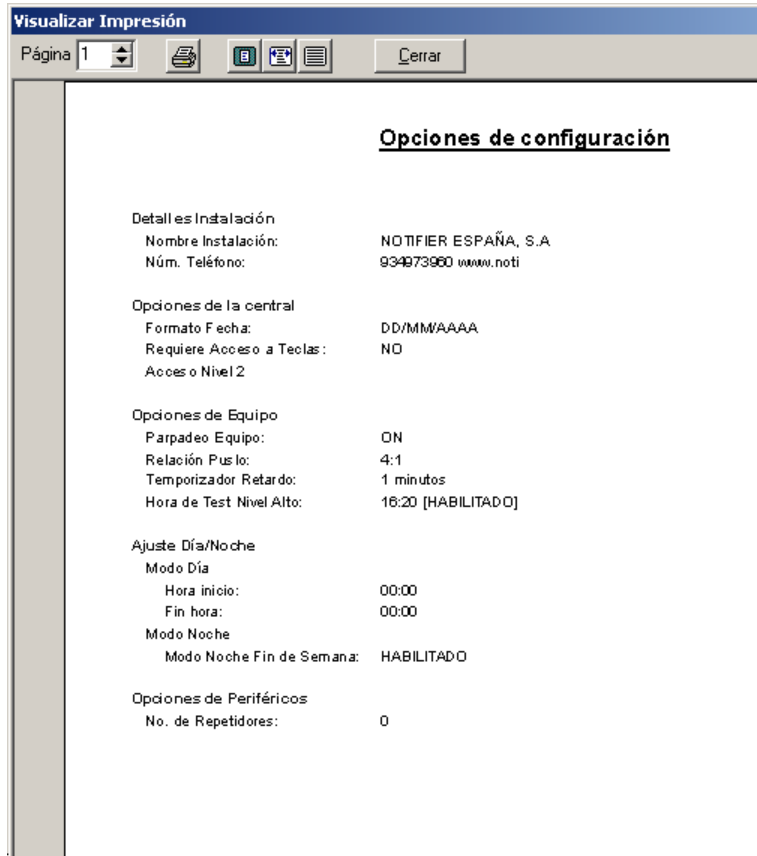 Visualizar Impresión
Página 1 Cerrar
Opciones de configuración
Detalles Instalación
Nombre Instalación: NOTIFIER ESPAÑA, S.A
Núm. Teléfono: 934973960 www.noti
Opciones de la central
Formato Fecha: DD/MM/AAAA
Requiere Acceso a Teclas: NO
Acceso Nivel 2
Opciones de Equipo
Parpadeo Equipo: ON
Relación Puslo: 4:1
Temporizador Retardo: 1 minutos
Hora de Test Nivel Alto: 16:20 [HABILITADO]
Ajuste Día/Noche
Modo Día
Hora inicio: 00:00
Fin hora: 00:00
Modo Noche
Modo Noche Fin de Semana: HABILITADO
Opciones de Periféricos
No. de Repetidores: 0